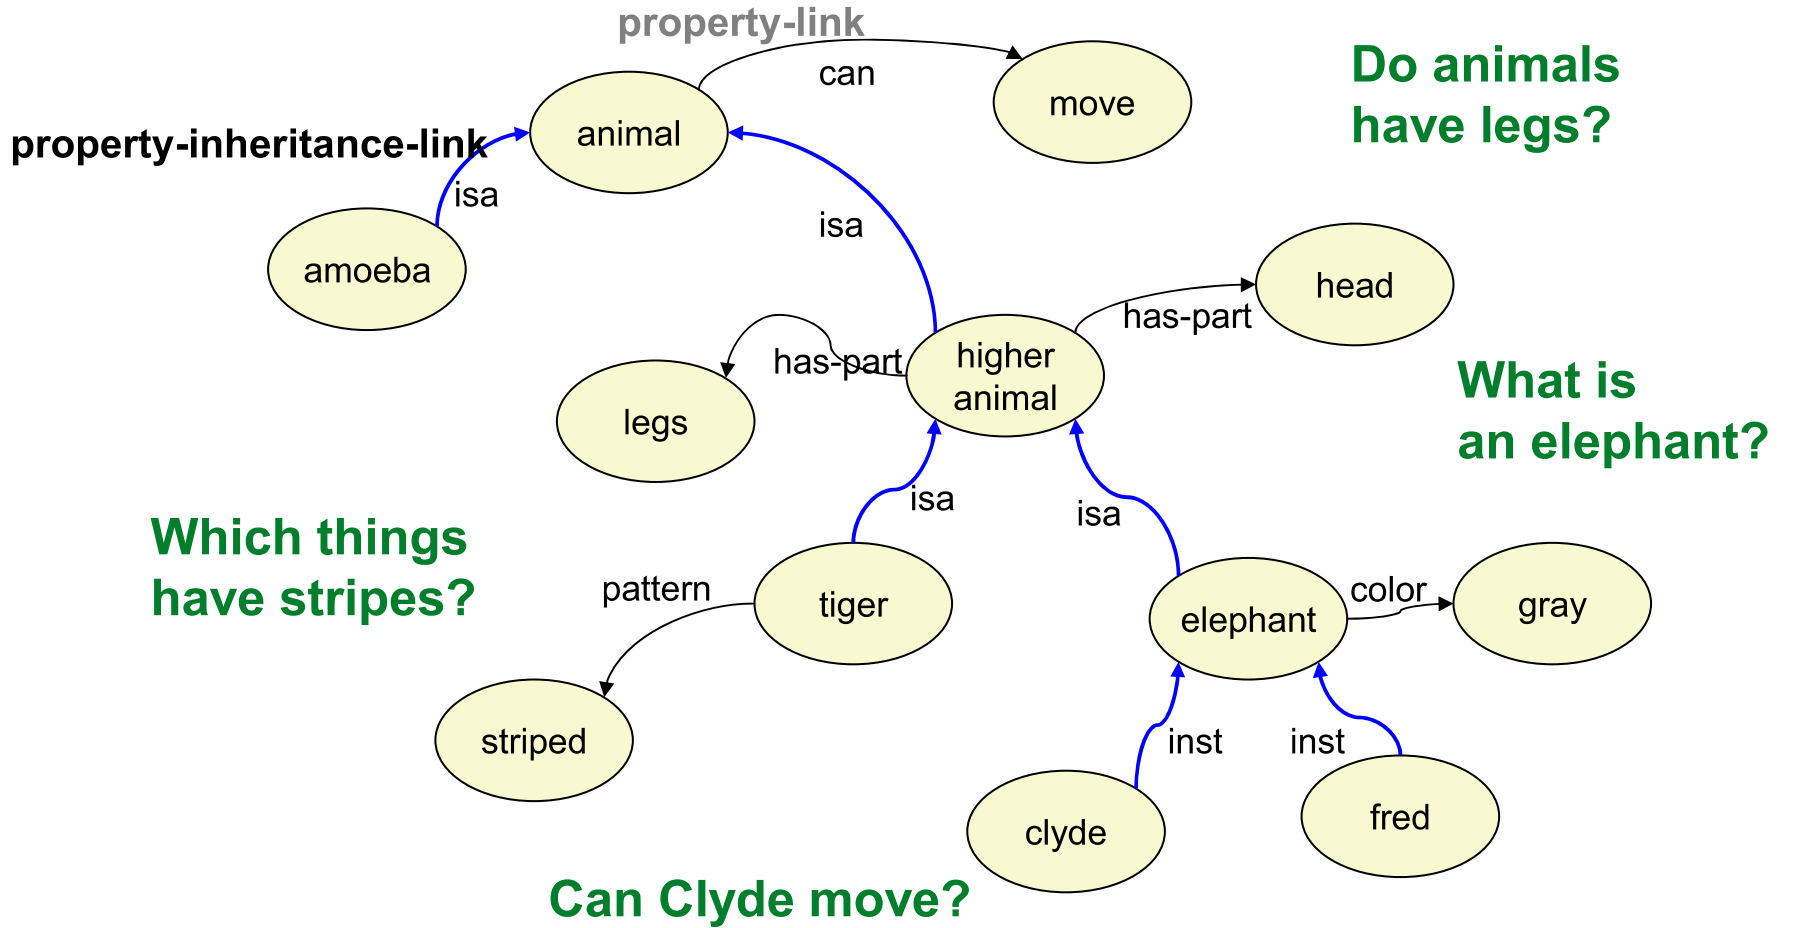 property-link
can
Do animals
have legs?
move
animal
property-inheritance-link
isa
isa
amoeba
head
has-part
higher
animal
has-part
legs
What is
an elephant?
isa
isa
Which things
have stripes?
pattern
tiger
color
gray
elephant
striped
inst
inst
fred
clyde
Can Clyde move?